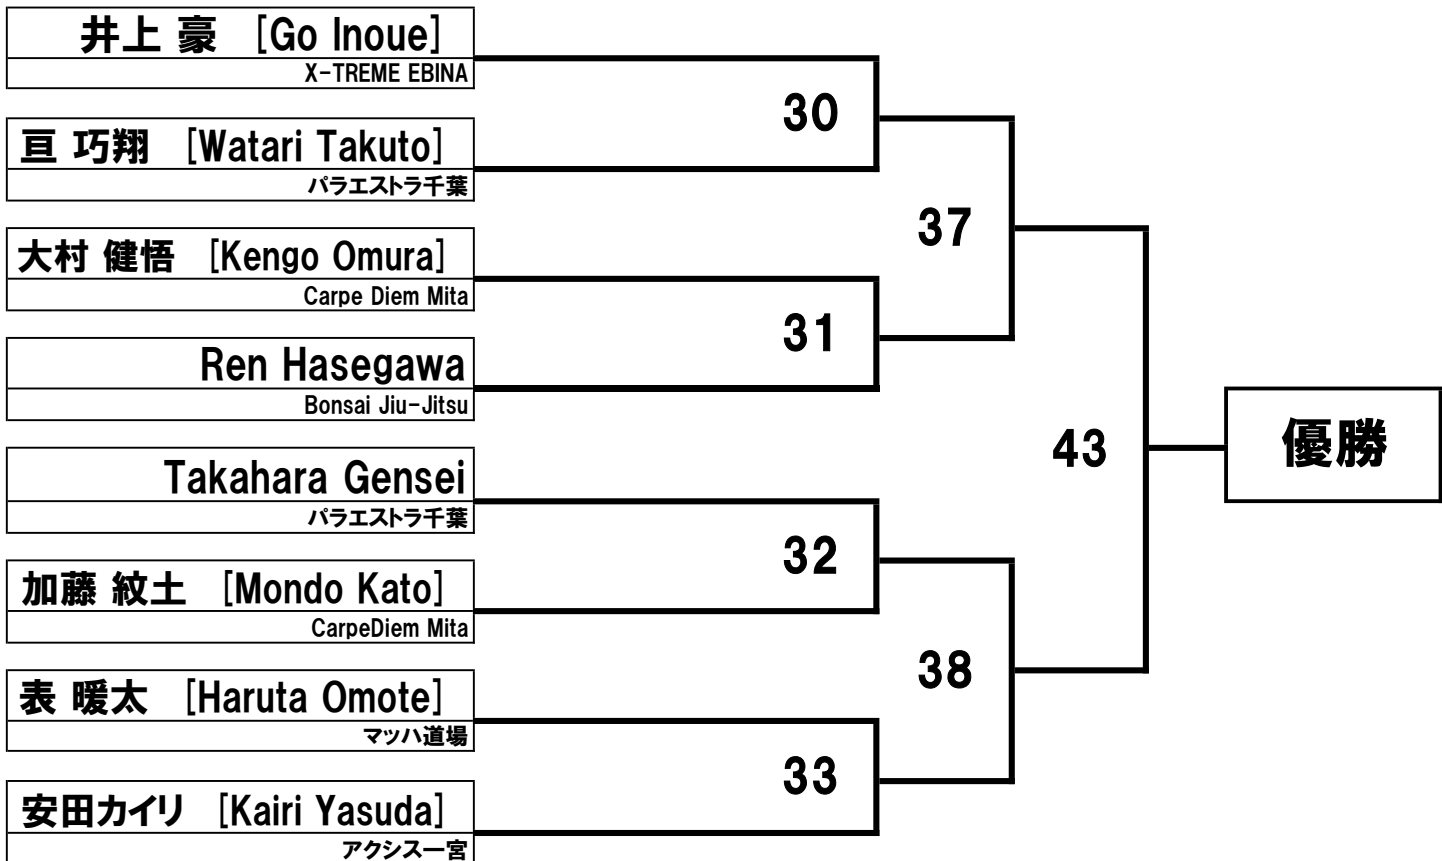 井上 豪 [Go Inoue]
X-TREME EBINA
30
亘 巧翔 [Watari Takuto]
パラエストラ千葉
37
大村 健悟 [Kengo Omura]
Carpe Diem Mita
31
Ren Hasegawa
Bonsai Jiu-Jitsu
43
優勝
Takahara Gensei
パラエストラ千葉
32
加藤 紋土 [Mondo Kato]
CarpeDiem Mita
38
表 暖太 [Haruta Omote]
マッハ道場
33
安田カイリ [Kairi Yasuda]
アクシス一宮